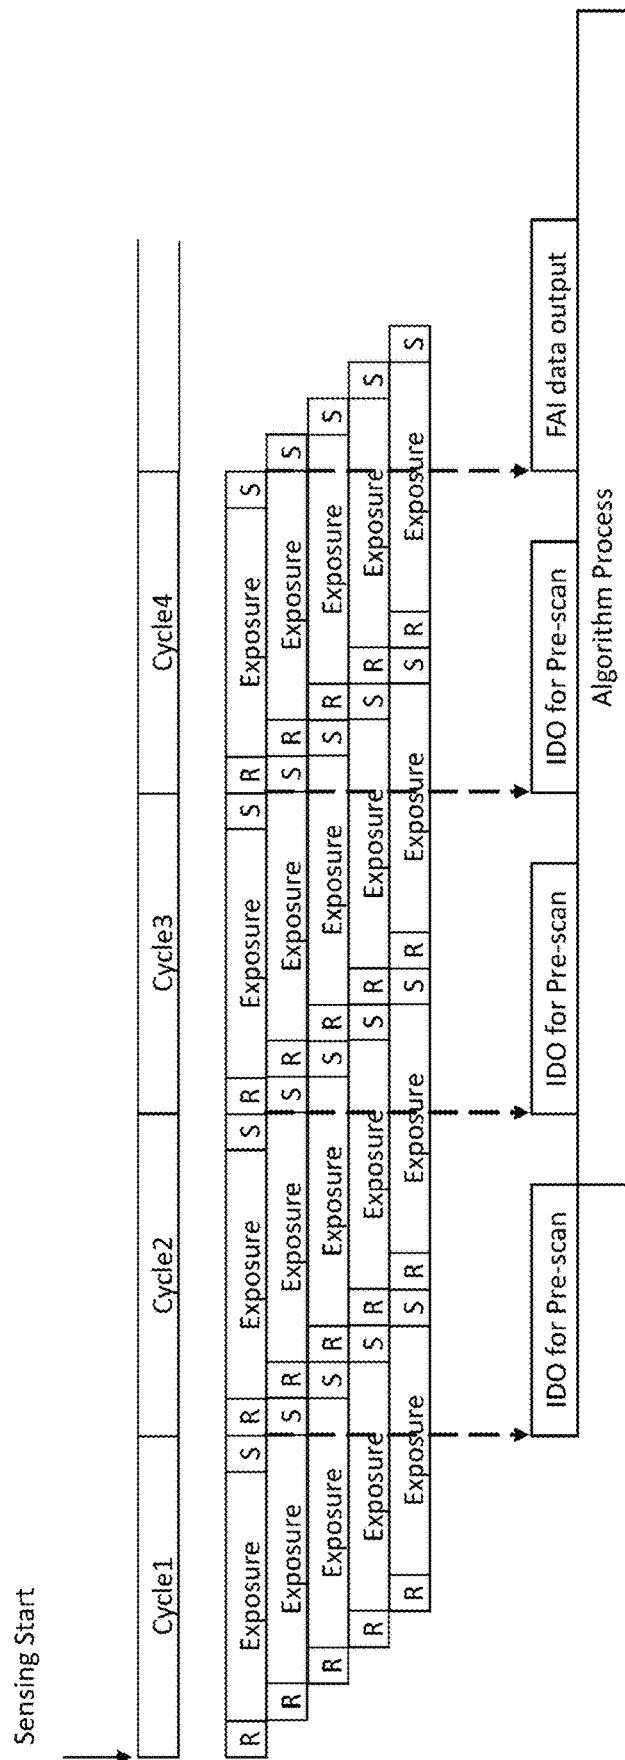 Sensing Start
Cycle1 Cycle2 Cycle3 Cycle4
R Exposure S R Exposure S R Exposure S R Exposure S
R Exposure S R Exposure S R Exposure S R Exposure S
R Exposure S R Exposure S R Exposure S R Exposure S
R Exposure S R Exposure S R Exposure S R Exposure S
R Exposure S R Exposure S R Exposure S R Exposure S
IDO for Pre-scan IDO for Pre-scan IDO for Pre-scan FAI data output
Algorithm Process